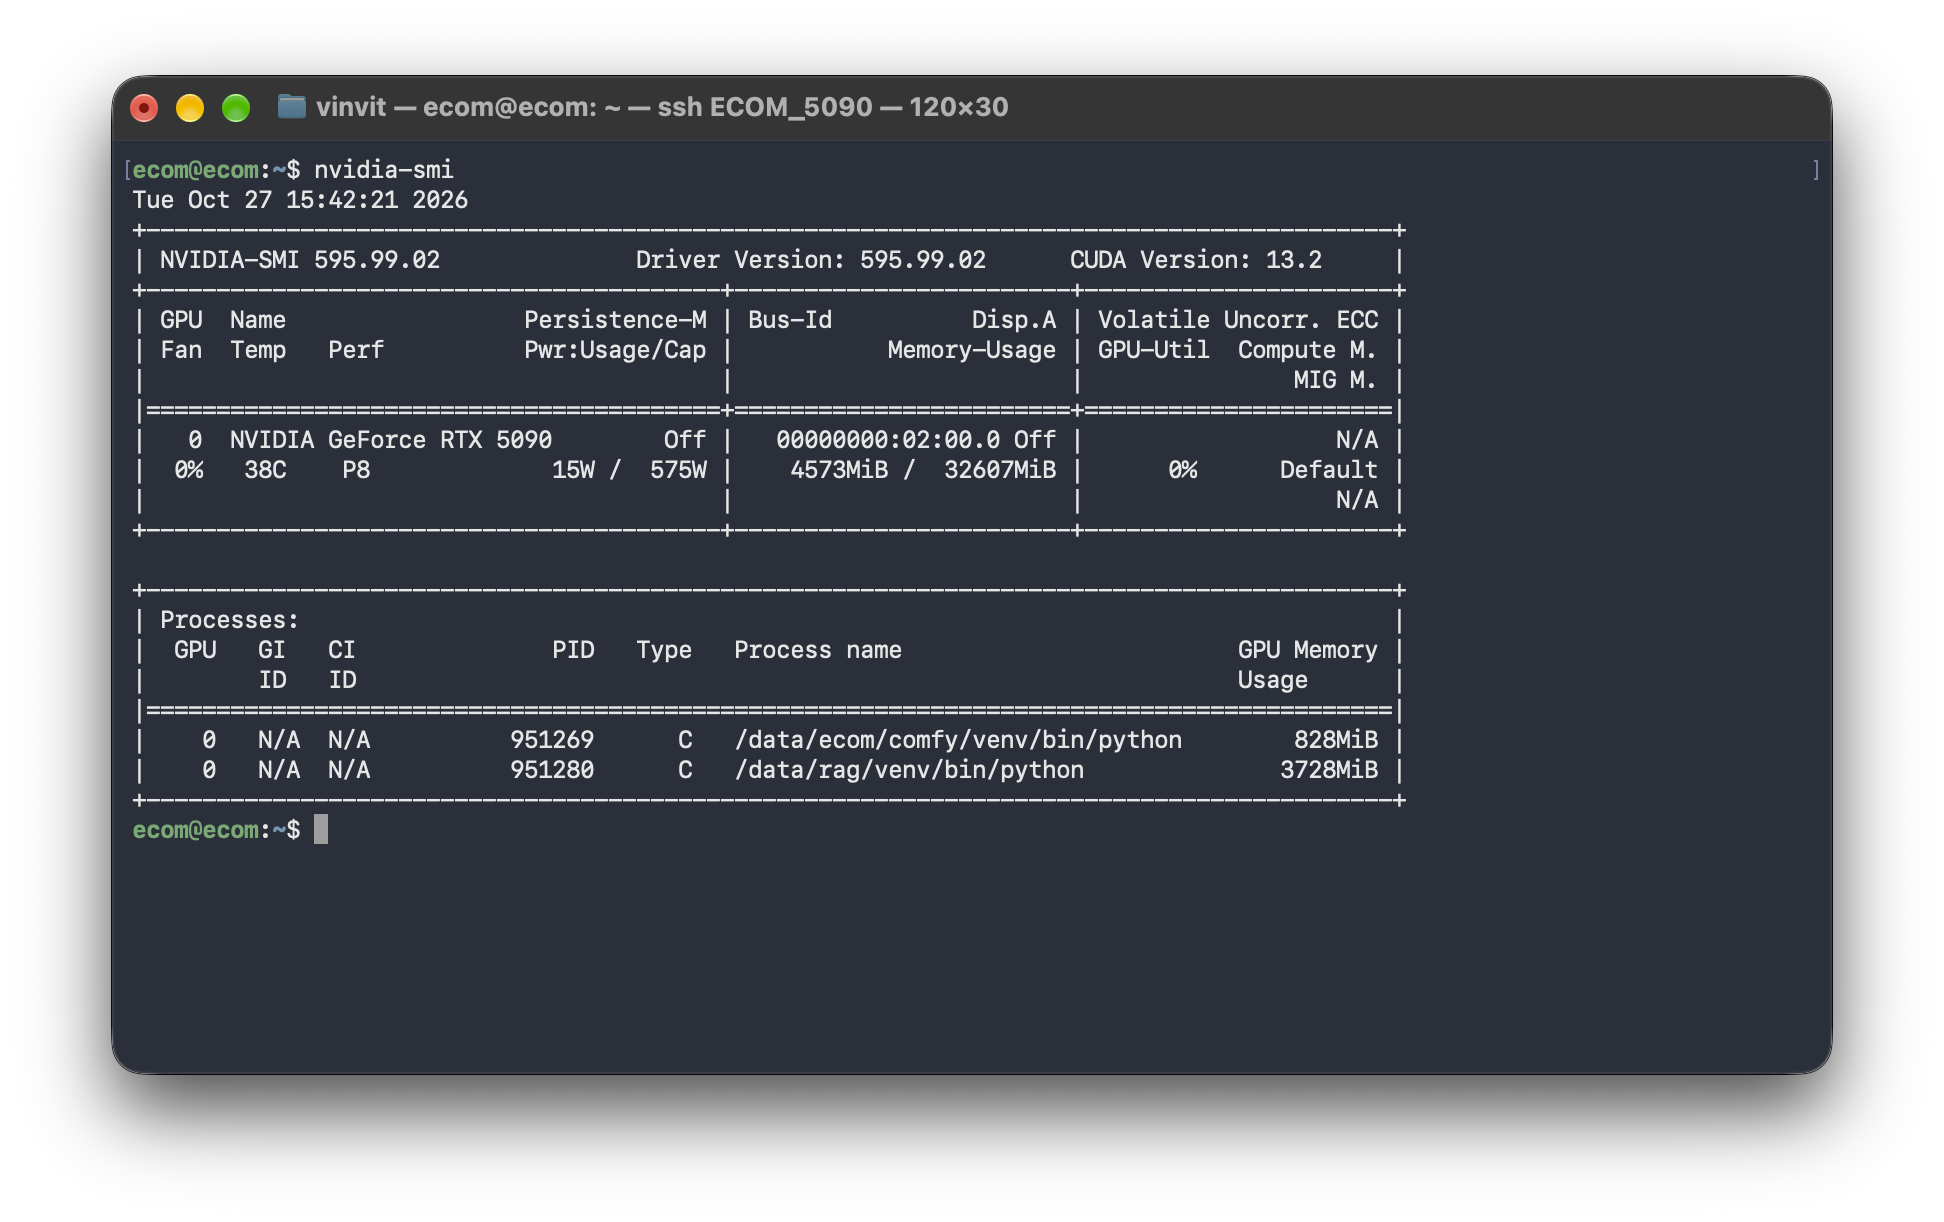 vinvit — ecom@ecom: ~ — ssh ECOM_5090 — 120×30
[ecom@ecom:~$ nvidia-smi ]
Tue Oct 27 15:42:21 2026
+-----------------------------------------------------------------------------------------+
| NVIDIA-SMI 595.99.02              Driver Version: 595.99.02      CUDA Version: 13.2     |
+-----------------------------------------+------------------------+----------------------+
| GPU  Name                 Persistence-M | Bus-Id          Disp.A | Volatile Uncorr. ECC |
| Fan  Temp   Perf          Pwr:Usage/Cap |           Memory-Usage | GPU-Util  Compute M. |
|                                         |                        |               MIG M. |
|=========================================+========================+======================|
|   0  NVIDIA GeForce RTX 5090        Off |   00000000:02:00.0 Off |                  N/A |
|  0%   38C    P8             15W /  575W |    4573MiB /  32607MiB |      0%      Default |
|                                         |                        |                  N/A |
+-----------------------------------------+------------------------+----------------------+

+-----------------------------------------------------------------------------------------+
| Processes:                                                                              |
|  GPU   GI   CI              PID   Type   Process name                        GPU Memory |
|        ID   ID                                                               Usage      |
|=========================================================================================|
|    0   N/A  N/A          951269      C   /data/ecom/comfy/venv/bin/python        828MiB |
|    0   N/A  N/A          951280      C   /data/rag/venv/bin/python              3728MiB |
+-----------------------------------------------------------------------------------------+
ecom@ecom:~$